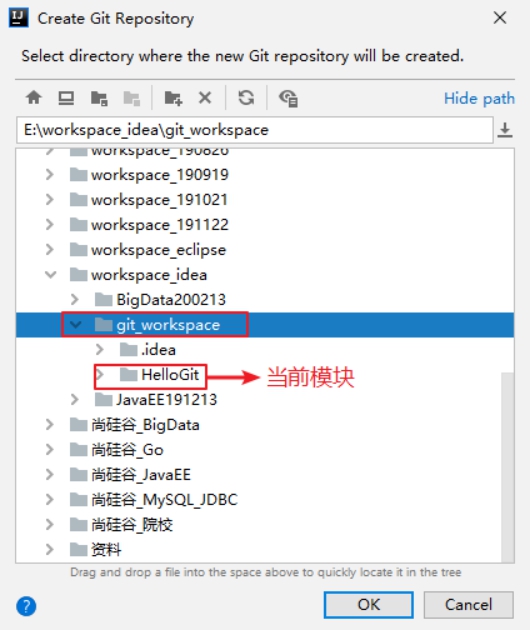 Create Git Repository
Select directory where the new Git repository will be created.
Hide path
E:\workspace_idea\git_workspace
workspace_190826
workspace_190919
workspace_191021
workspace_191122
workspace_eclipse
workspace_idea
BigData200213
git_workspace
.idea
HelloGit 当前模块
JavaEE191213
尚硅谷_BigData
尚硅谷_Go
尚硅谷_JavaEE
尚硅谷_MySQL_JDBC
尚硅谷_院校
资料
Drag and drop a file into the space above to quickly locate it in the tree
? OK Cancel